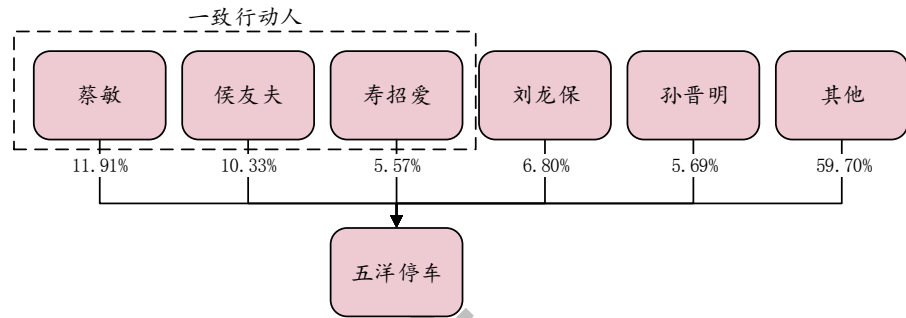 一致行动人
蔡敏 侯友夫 寿招爱 刘龙保 孙晋明 其他
11.91% 10.33% 5.57% 6.80% 5.69% 59.70%
五洋停车